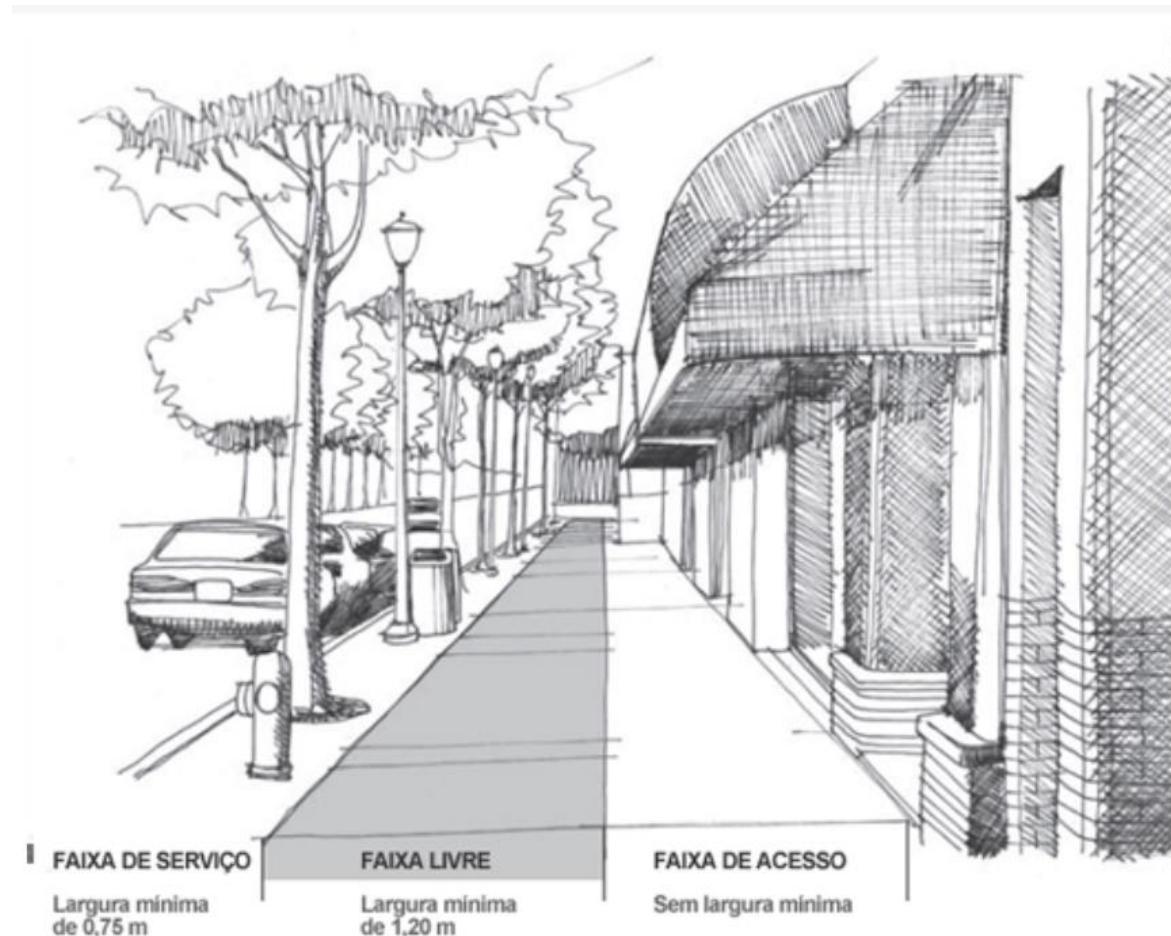 FAIXA DE SERVIÇO
Largura mínima
de 0,75 m
FAIXA LIVRE
Largura mínima
de 1,20 m
FAIXA DE ACESSO
Sem largura mínima